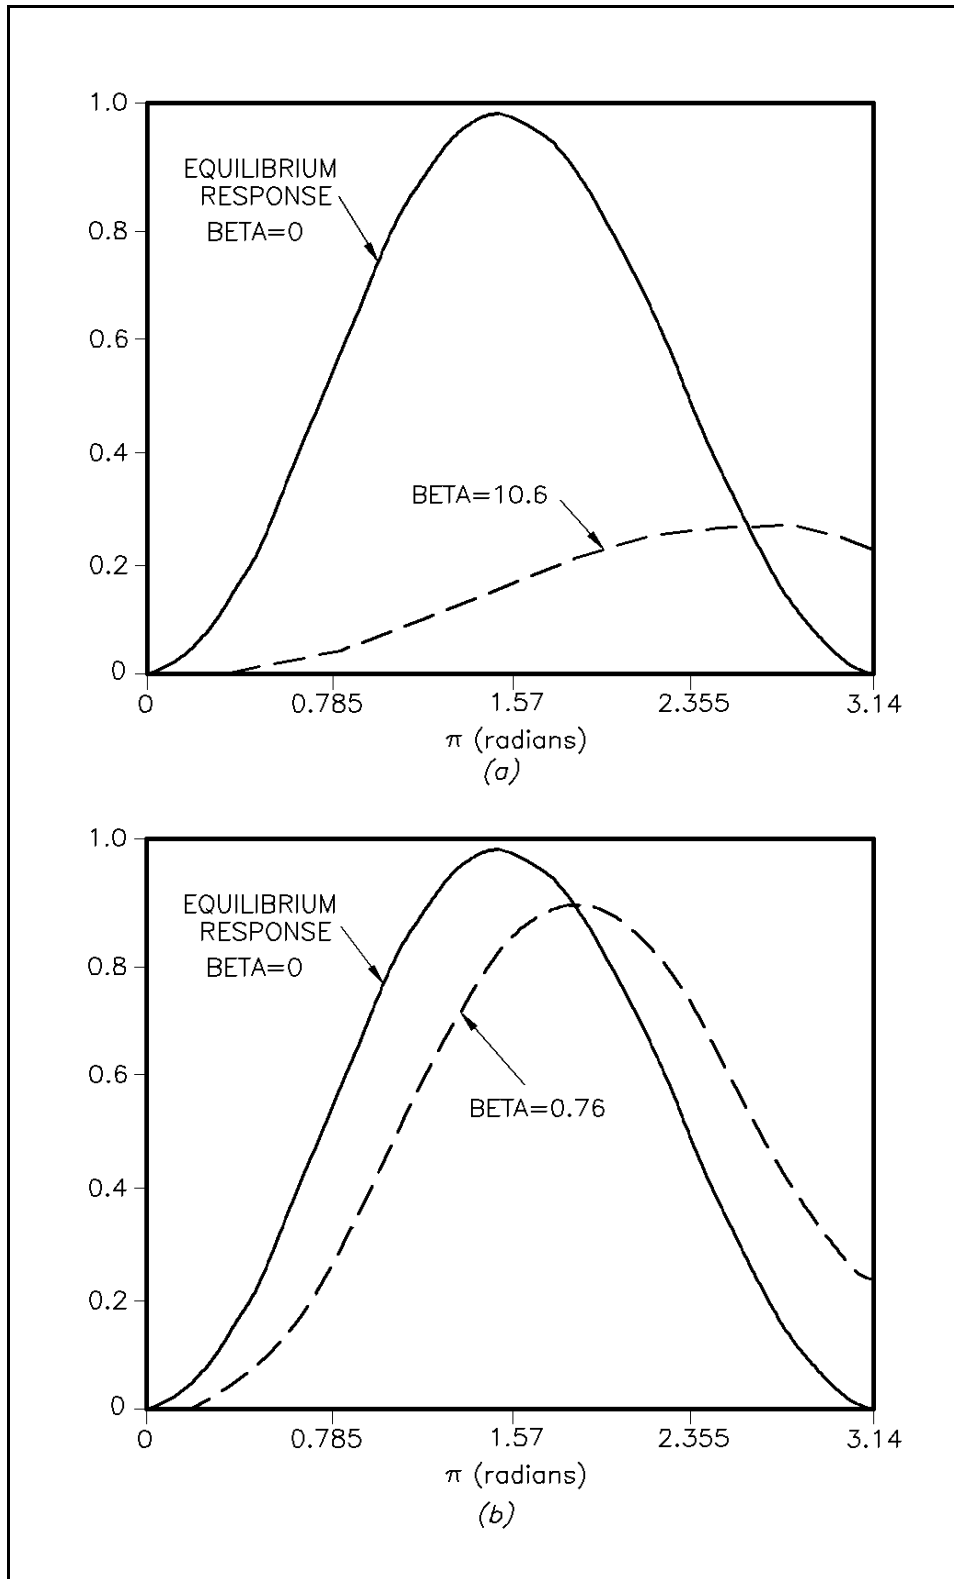 1.0
EQUILIBRIUM
RESPONSE
BETA=0
0.8
0.6
0.4
BETA=10.6
0.2
0
0 0.785 1.57 2.355 3.14
π (radians)
(a)
1.0
EQUILIBRIUM
RESPONSE
BETA=0
0.8
0.6
BETA=0.76
0.4
0.2
0
0 0.785 1.57 2.355 3.14
π (radians)
(b)